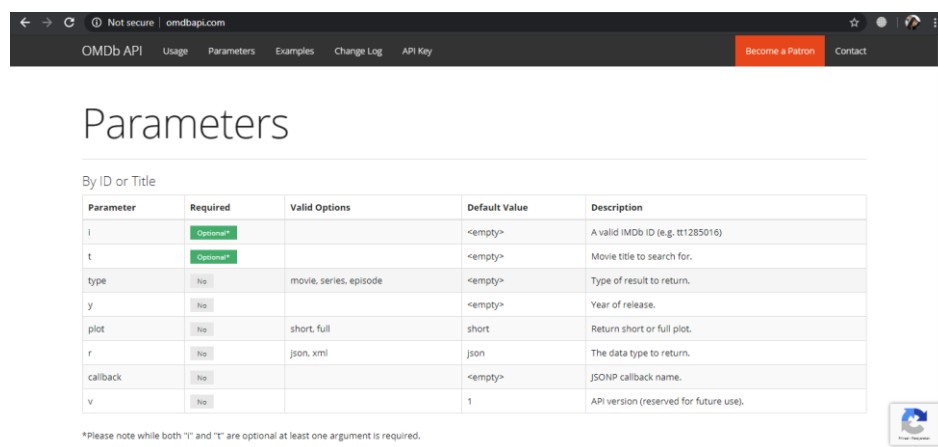 Not secure | omdbapi.com
OMDb API Usage Parameters Examples Change Log API Key Become a Patron Contact
Parameters
By ID or Title
Parameter Required Valid Options Default Value Description
i Optional* <empty> A valid IMDb ID (e.g. tt1285016)
t Optional* <empty> Movie title to search for.
type No movie, series, episode <empty> Type of result to return.
y No <empty> Year of release.
plot No short, full short Return short or full plot.
r No json, xml json The data type to return.
callback No <empty> JSONP callback name.
v No 1 API version (reserved for future use).
*Please note while both "i" and "t" are optional at least one argument is required.